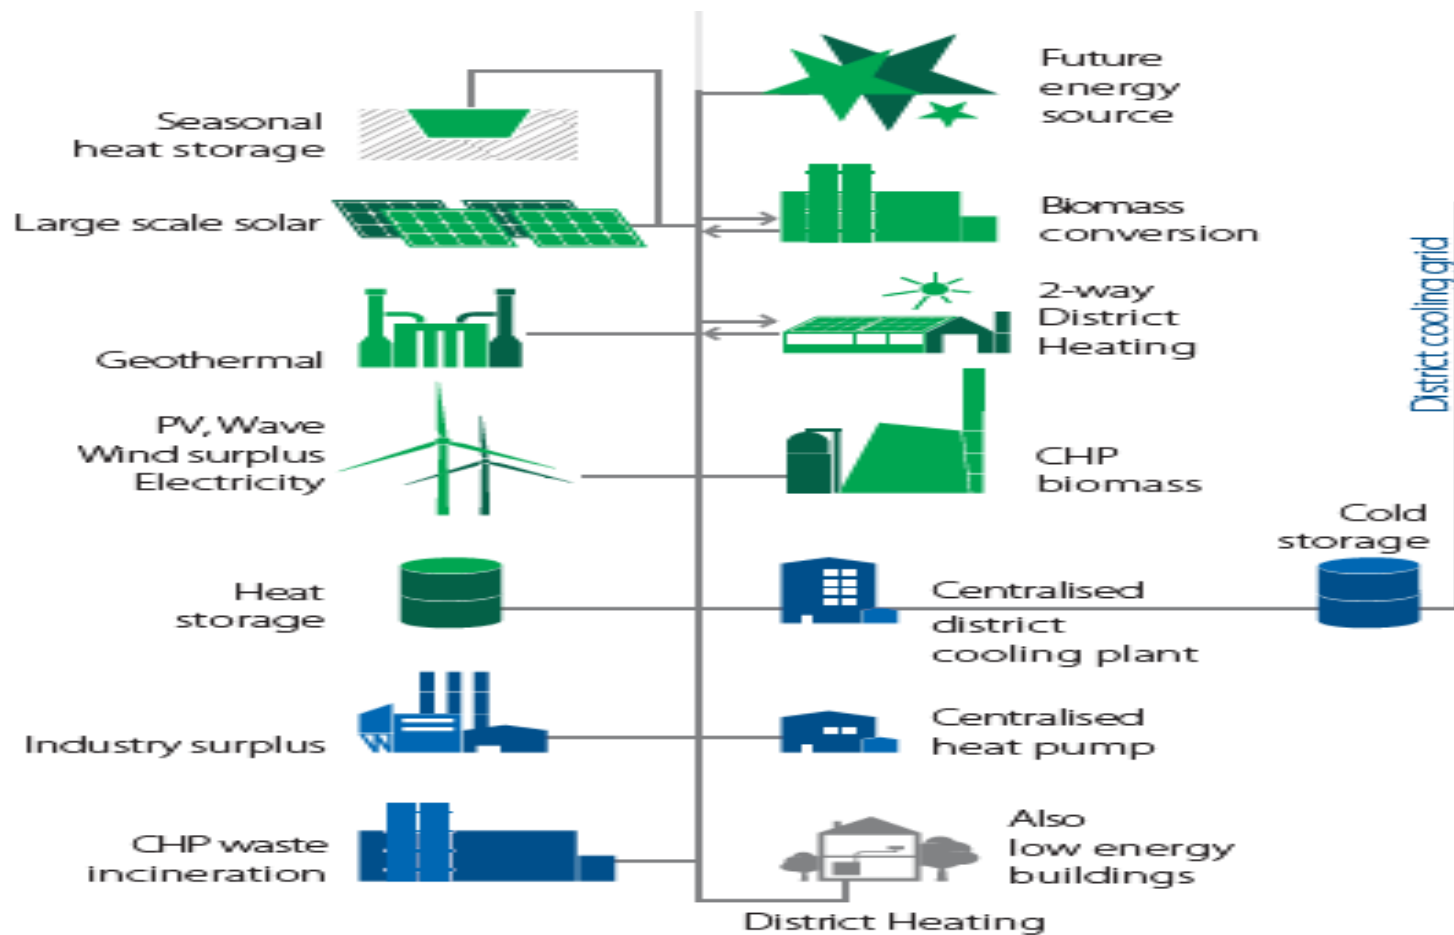 Seasonal
heat storage
Large scale solar
Geothermal
PV, Wave
Wind surplus
Electricity
Heat
storage
Industry surplus
CHP waste
incineration
Future
energy
source
Biomass
conversion
2-way
District
Heating
CHP
biomass
Centralised
district
cooling plant
Centralised
heat pump
Also
low energy
buildings
District Heating
Cold
storage
District cooling grid